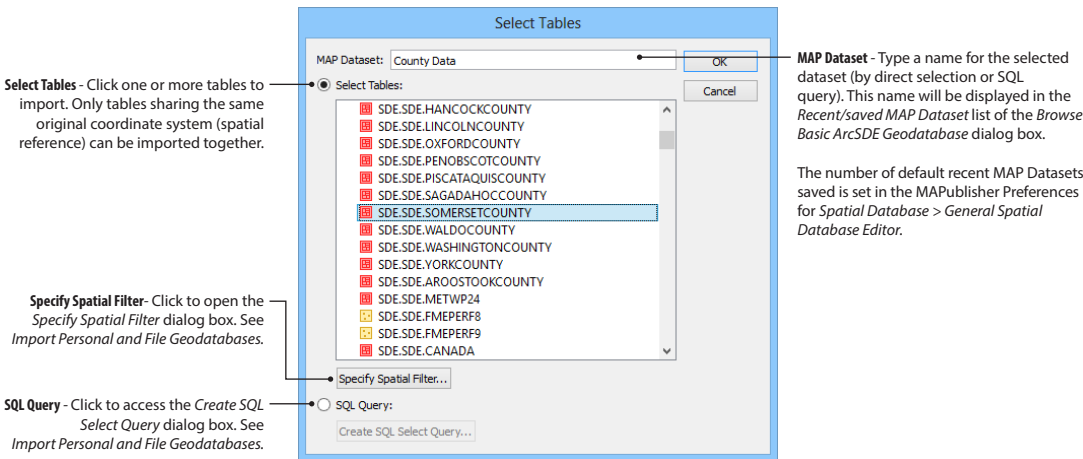 Select Tables
MAP Dataset: County Data
OK
Select Tables:
Cancel
SDE.SDE.HANCOCKCOUNTY
SDE.SDE.LINCOLNCOUNTY
SDE.SDE.OXFORDCOUNTY
SDE.SDE.PENOBSCOTCOUNTY
SDE.SDE.PISCATAQUISCOUNTY
SDE.SDE.SAGADAHOCCOUNTY
SDE.SDE.SOMERSETCOUNTY
SDE.SDE.WALDOCOUNTY
SDE.SDE.WASHINGTONCOUNTY
SDE.SDE.YORKCOUNTY
SDE.SDE.AROOSTOOKCOUNTY
SDE.SDE.METWP24
SDE.SDE.FMEPERF8
SDE.SDE.FMEPERF9
SDE.SDE.CANADA
Specify Spatial Filter...
SQL Query:
Create SQL Select Query...
Select Tables - Click one or more tables to
import. Only tables sharing the same
original coordinate system (spatial
reference) can be imported together.
Specify Spatial Filter- Click to open the
Specify Spatial Filter dialog box. See
Import Personal and File Geodatabases.
SQL Query - Click to access the Create SQL
Select Query dialog box. See
Import Personal and File Geodatabases.
MAP Dataset - Type a name for the selected
dataset (by direct selection or SQL
query). This name will be displayed in the
Recent/saved MAP Dataset list of the Browse
Basic ArcSDE Geodatabase dialog box.
The number of default recent MAP Datasets
saved is set in the MAPublisher Preferences
for Spatial Database > General Spatial
Database Editor.